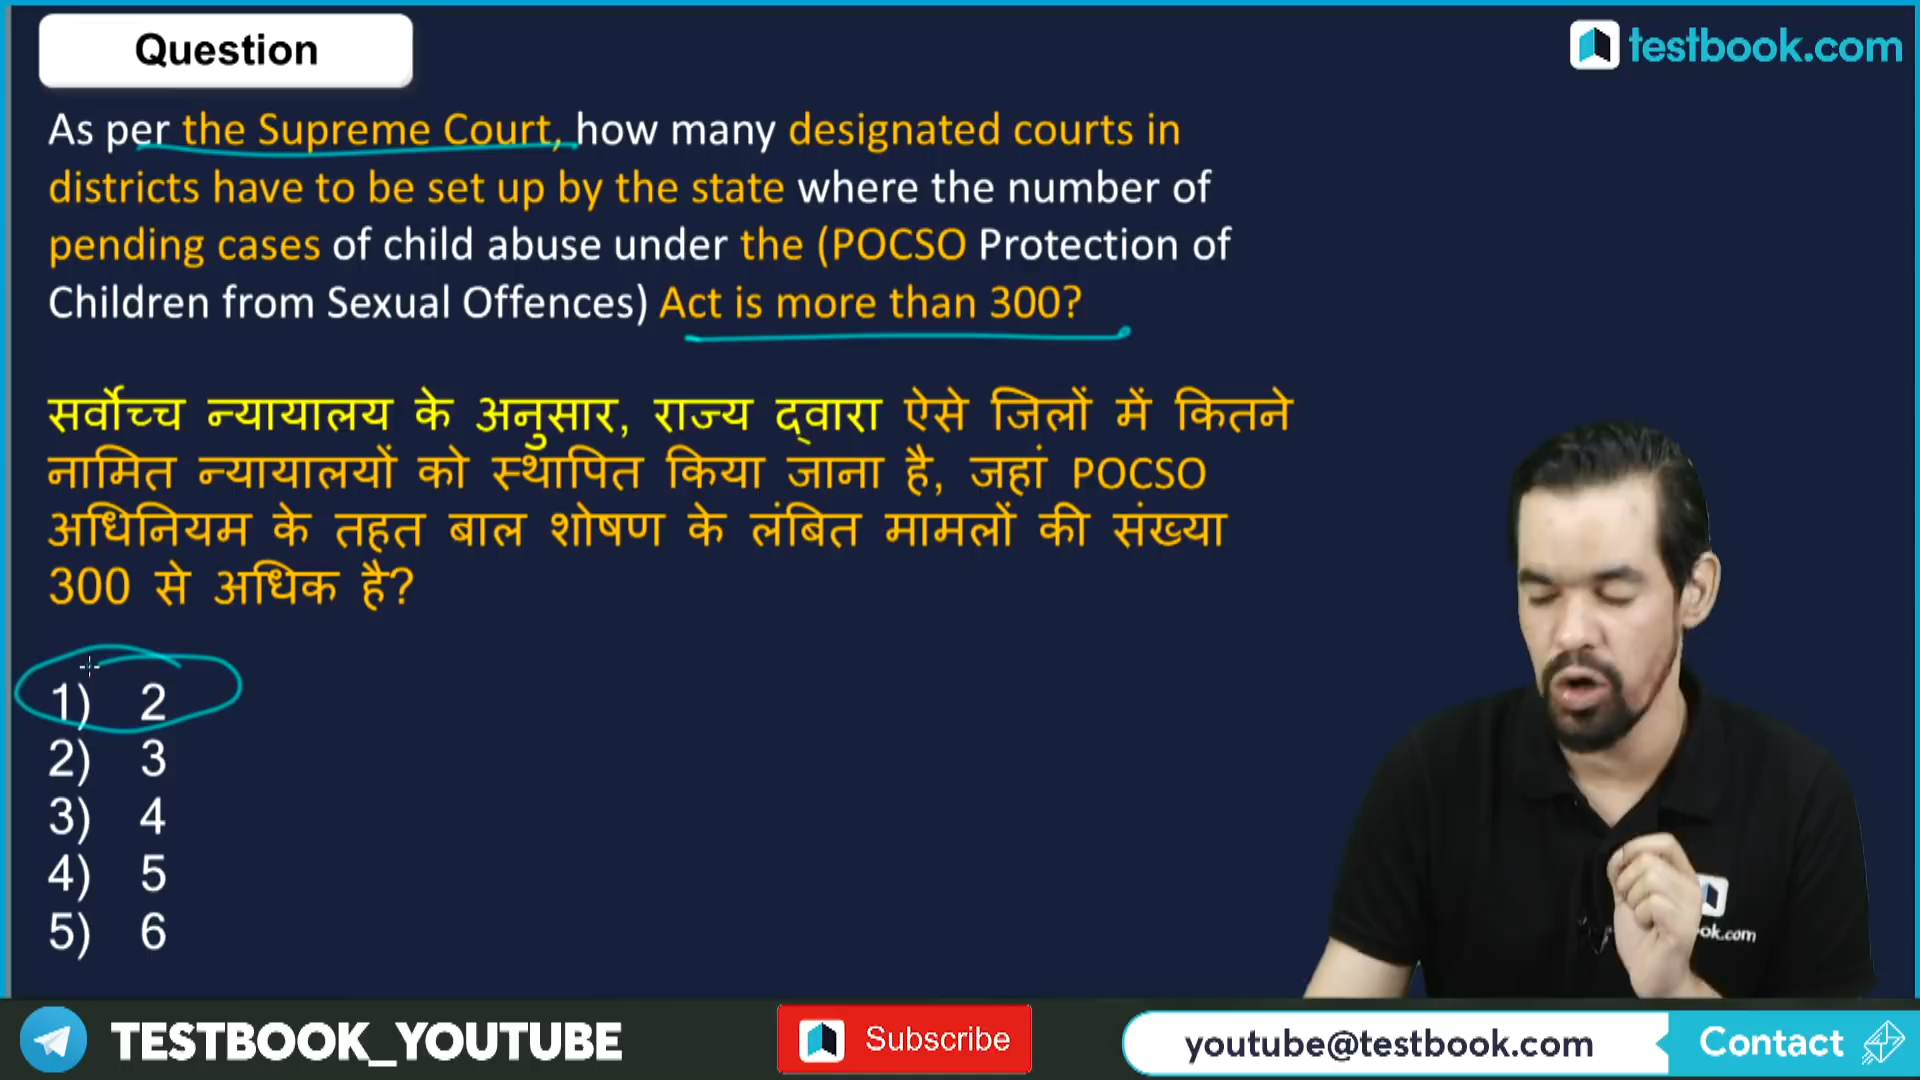 Question
testbook.com
As per the Supreme Court, how many designated courts in
districts have to be set up by the state where the number of
pending cases of child abuse under the (POCSO Protection of
Children from Sexual Offences) Act is more than 300?
सर्वोच्च न्यायालय के अनुसार, राज्य द्वारा ऐसे जिलों में कितने
नामित न्यायालयों को स्थापित किया जाना है, जहां POCSO
अधिनियम के तहत बाल शोषण के लंबित मामलों की संख्या
300 से अधिक है?
1) 2
2) 3
3) 4
4) 5
5) 6
ok.com
TESTBOOK_YOUTUBE
Subscribe
youtube@testbook.com
Contact